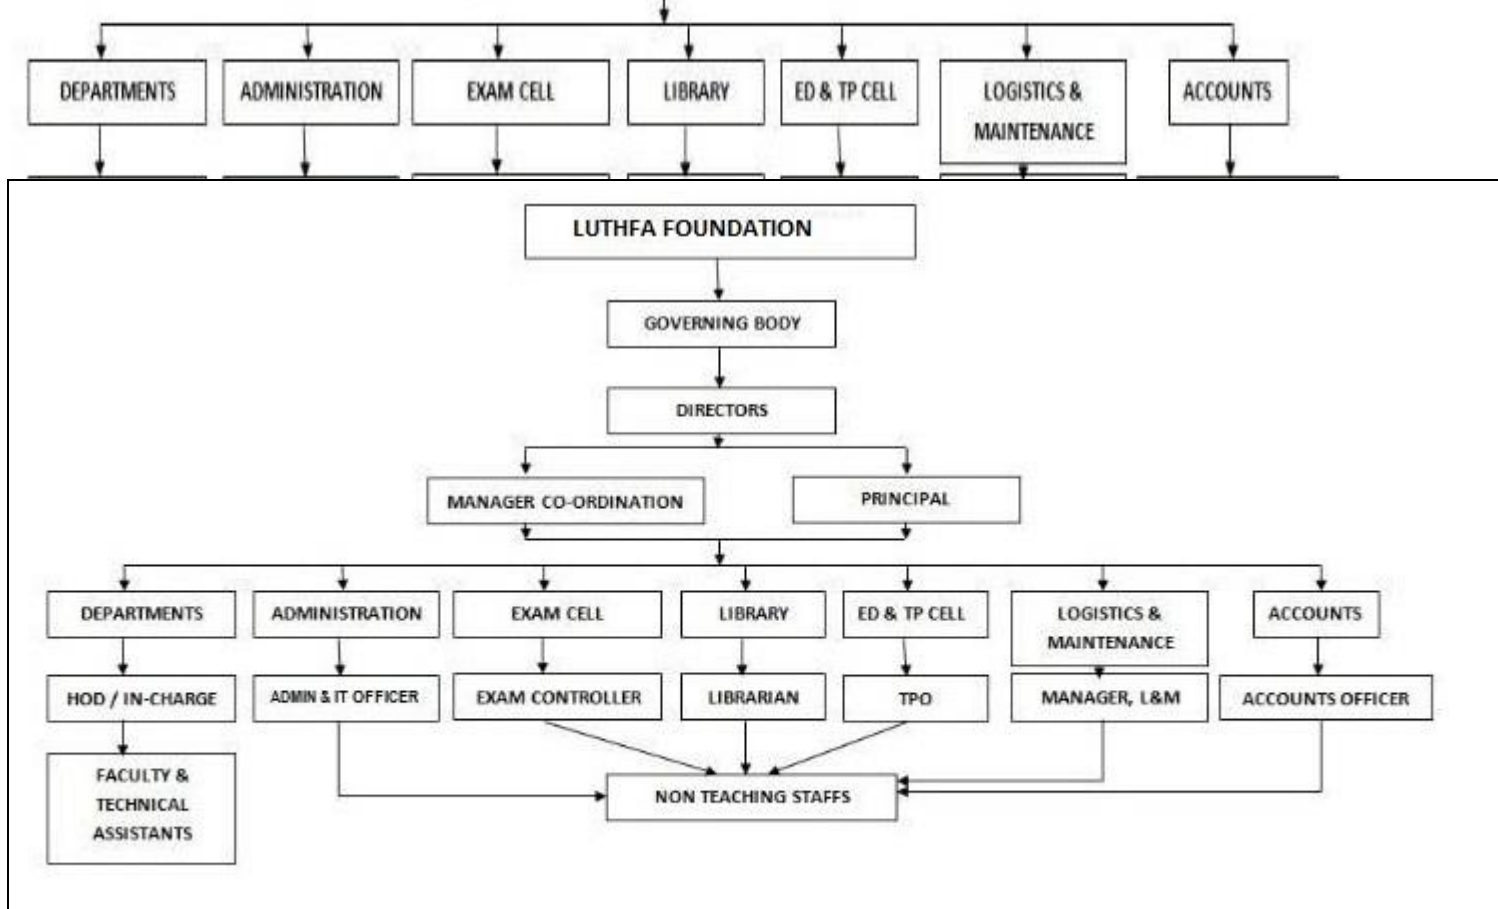 DEPARTMENTS ADMINISTRATION EXAM CELL LIBRARY ED & TP CELL LOGISTICS & ACCOUNTS
MAINTENANCE
LUTHFA FOUNDATION
GOVERNING BODY
DIRECTORS
MANAGER CO-ORDINATION PRINCIPAL
DEPARTMENTS ADMINISTRATION EXAM CELL LIBRARY ED & TP CELL LOGISTICS & ACCOUNTS
MAINTENANCE
HOD / IN-CHARGE ADMIN & IT OFFICER EXAM CONTROLLER LIBRARIAN TPO MANAGER, L&M ACCOUNTS OFFICER
FACULTY &
TECHNICAL
ASSISTANTS
NON TEACHING STAFFS